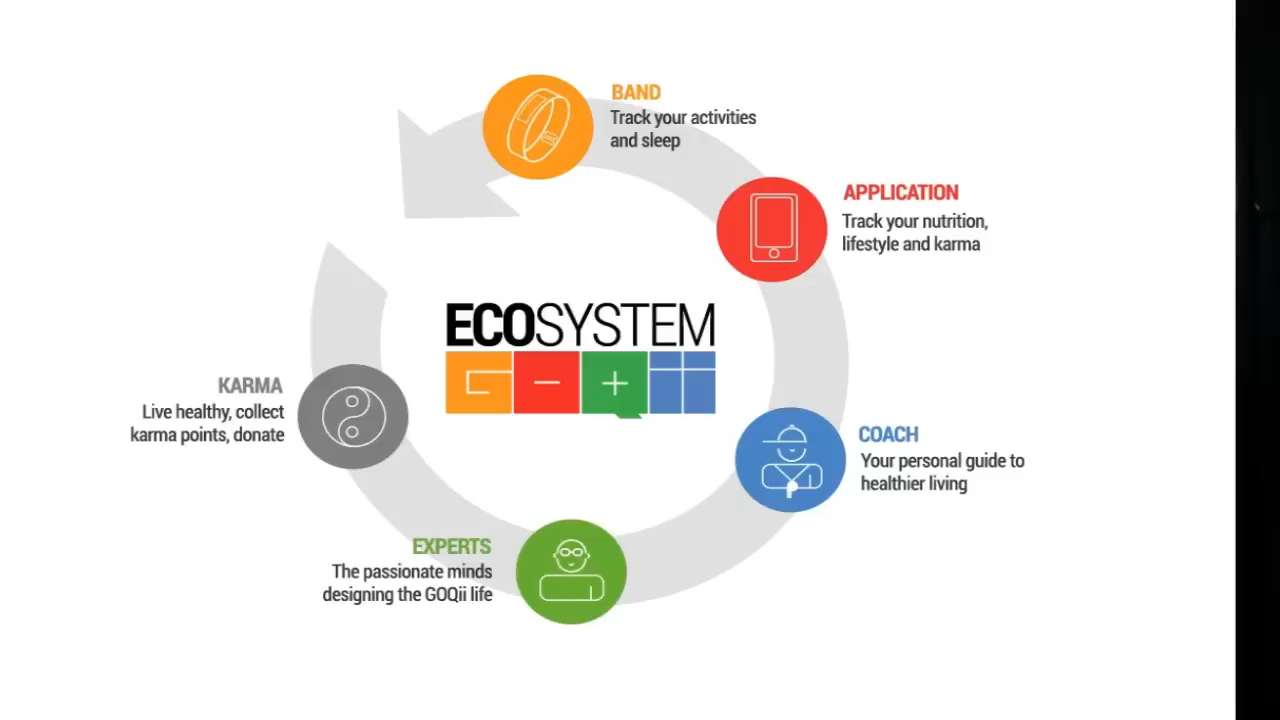 BAND
Track your activities
and sleep
APPLICATION
Track your nutrition,
lifestyle and karma
ECOSYSTEM
GOQii
KARMA
Live healthy, collect
karma points, donate
COACH
Your personal guide to
healthier living
EXPERTS
The passionate minds
designing the GOQii life